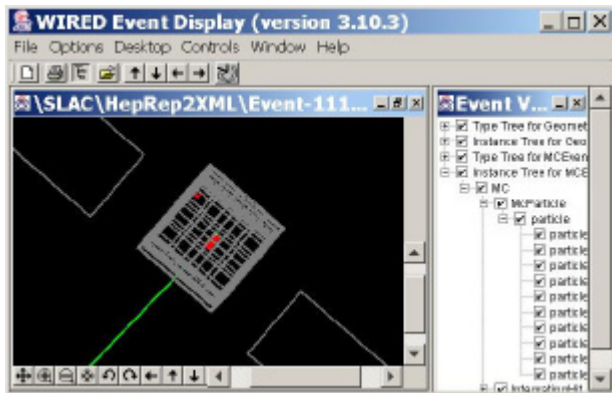 WIRED Event Display (version 3.10.3)
File Options Desktop Controls Window Help
\SLAC\HepRep2XML\Event-111...
Event V...
Type Tree for Geomet
Instance Tree for Geo
Type Tree for MCEven
Instance Tree for MCE
MC
McParticle
particle
particle
particle
particle
particle
particle
particle
particle
particle
particle